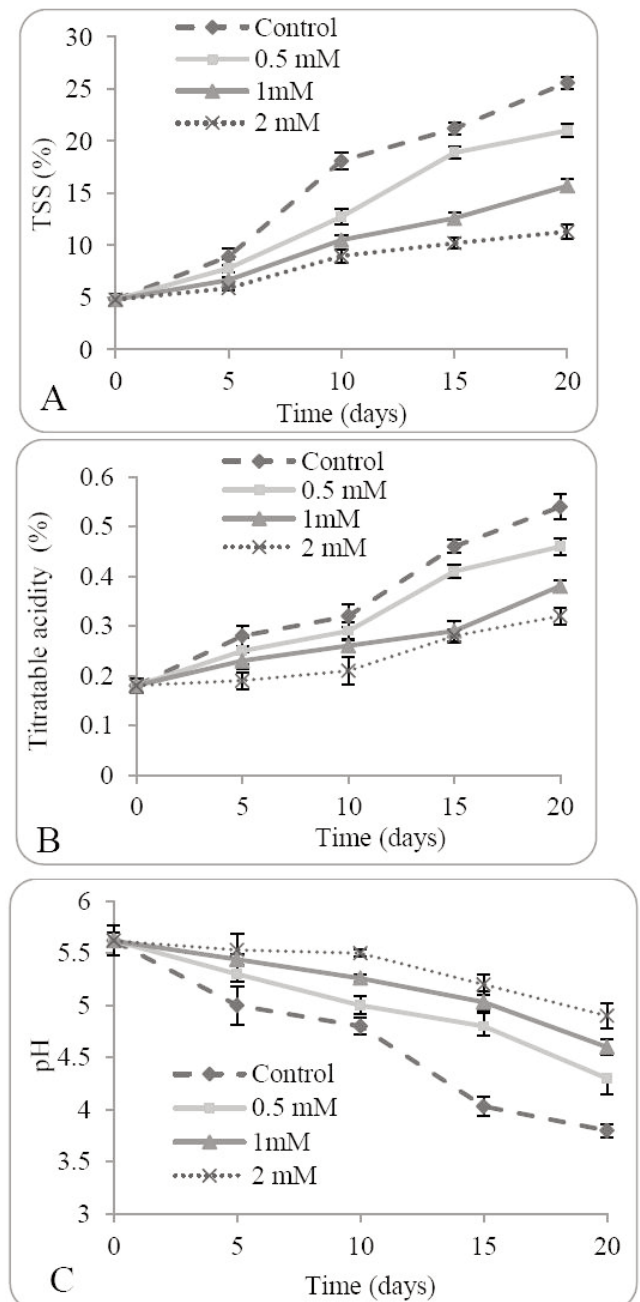 30
25
20
15
10
5
0
TSS (%)
Control
0.5 mM
1mM
2 mM
0 5 10 15 20
Time (days)
A
0.6
0.5
0.4
0.3
0.2
0.1
0
Titratable acidity (%)
Control
0.5 mM
1mM
2 mM
0 5 10 15 20
Time (days)
B
6
5.5
5
4.5
4
3.5
3
pH
Control
0.5 mM
1mM
2 mM
0 5 10 15 20
Time (days)
C